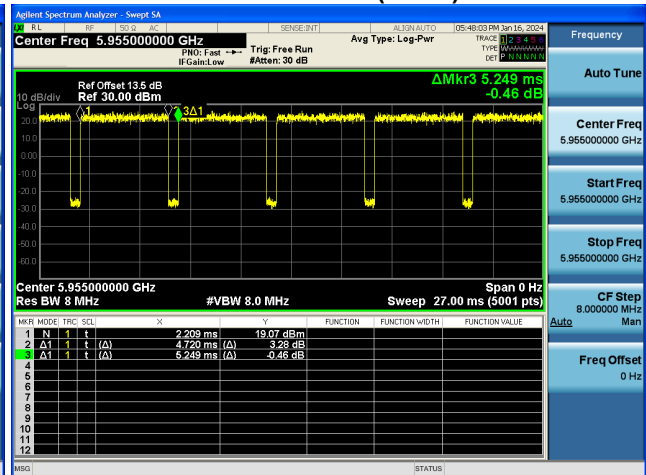 Agilent Spectrum Analyzer - Swept SA
RL RF 50 Ω AC SENSE:INT ALIGN AUTO 05:48:03 PM Jan 16, 2024
Center Freq 5.955000000 GHz
PNO: Fast
IFGain:Low
Trig: Free Run
#Atten: 30 dB
Avg Type: Log-Pwr
TRACE 1 2 3 4 5 6
TYPE
DET P N N N N N
Frequency
Auto Tune
Center Freq
5.955000000 GHz
Start Freq
5.955000000 GHz
Stop Freq
5.955000000 GHz
CF Step
8.000000 MHz
Auto Man
Freq Offset
0 Hz
ΔMkr3 5.249 ms
-0.46 dB
Ref Offset 13.5 dB
10 dB/div Ref 30.00 dBm
Log
20.0
10.0
0.00
-10.0
-20.0
-30.0
-40.0
-50.0
-60.0
1
3Δ1
Center 5.955000000 GHz Span 0 Hz
Res BW 8 MHz #VBW 8.0 MHz Sweep 27.00 ms (5001 pts)
MKR MODE TRC SCL X Y FUNCTION FUNCTION WIDTH FUNCTION VALUE
1 N 1 t 2.209 ms 19.07 dBm
2 Δ1 1 t (Δ) 4.720 ms (Δ) 3.28 dB
3 Δ1 1 t (Δ) 5.249 ms (Δ) -0.46 dB
4
5
6
7
8
9
10
11
12
MSG STATUS